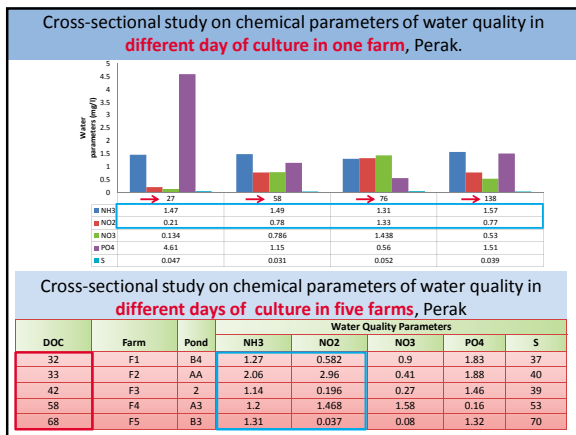 Cross-sectional study on chemical parameters of water quality in
different day of culture in one farm, Perak.
Water
parameters (mg/l)
5
4.5
4
3.5
3
2.5
2
1.5
1
0.5
0
27 58 76 138
NH3 1.47 1.49 1.31 1.57
NO2 0.21 0.78 1.33 0.77
NO3 0.134 0.786 1.438 0.53
PO4 4.61 1.15 0.56 1.51
S 0.047 0.031 0.052 0.039
Cross-sectional study on chemical parameters of water quality in
different days of culture in five farms, Perak
Water Quality Parameters
DOC Farm Pond NH3 NO2 NO3 PO4 S
32 F1 B4 1.27 0.582 0.9 1.83 37
33 F2 AA 2.06 2.96 0.41 1.88 40
42 F3 2 1.14 0.196 0.27 1.46 39
58 F4 A3 1.2 1.468 1.58 0.16 53
68 F5 B3 1.31 0.037 0.08 1.32 70